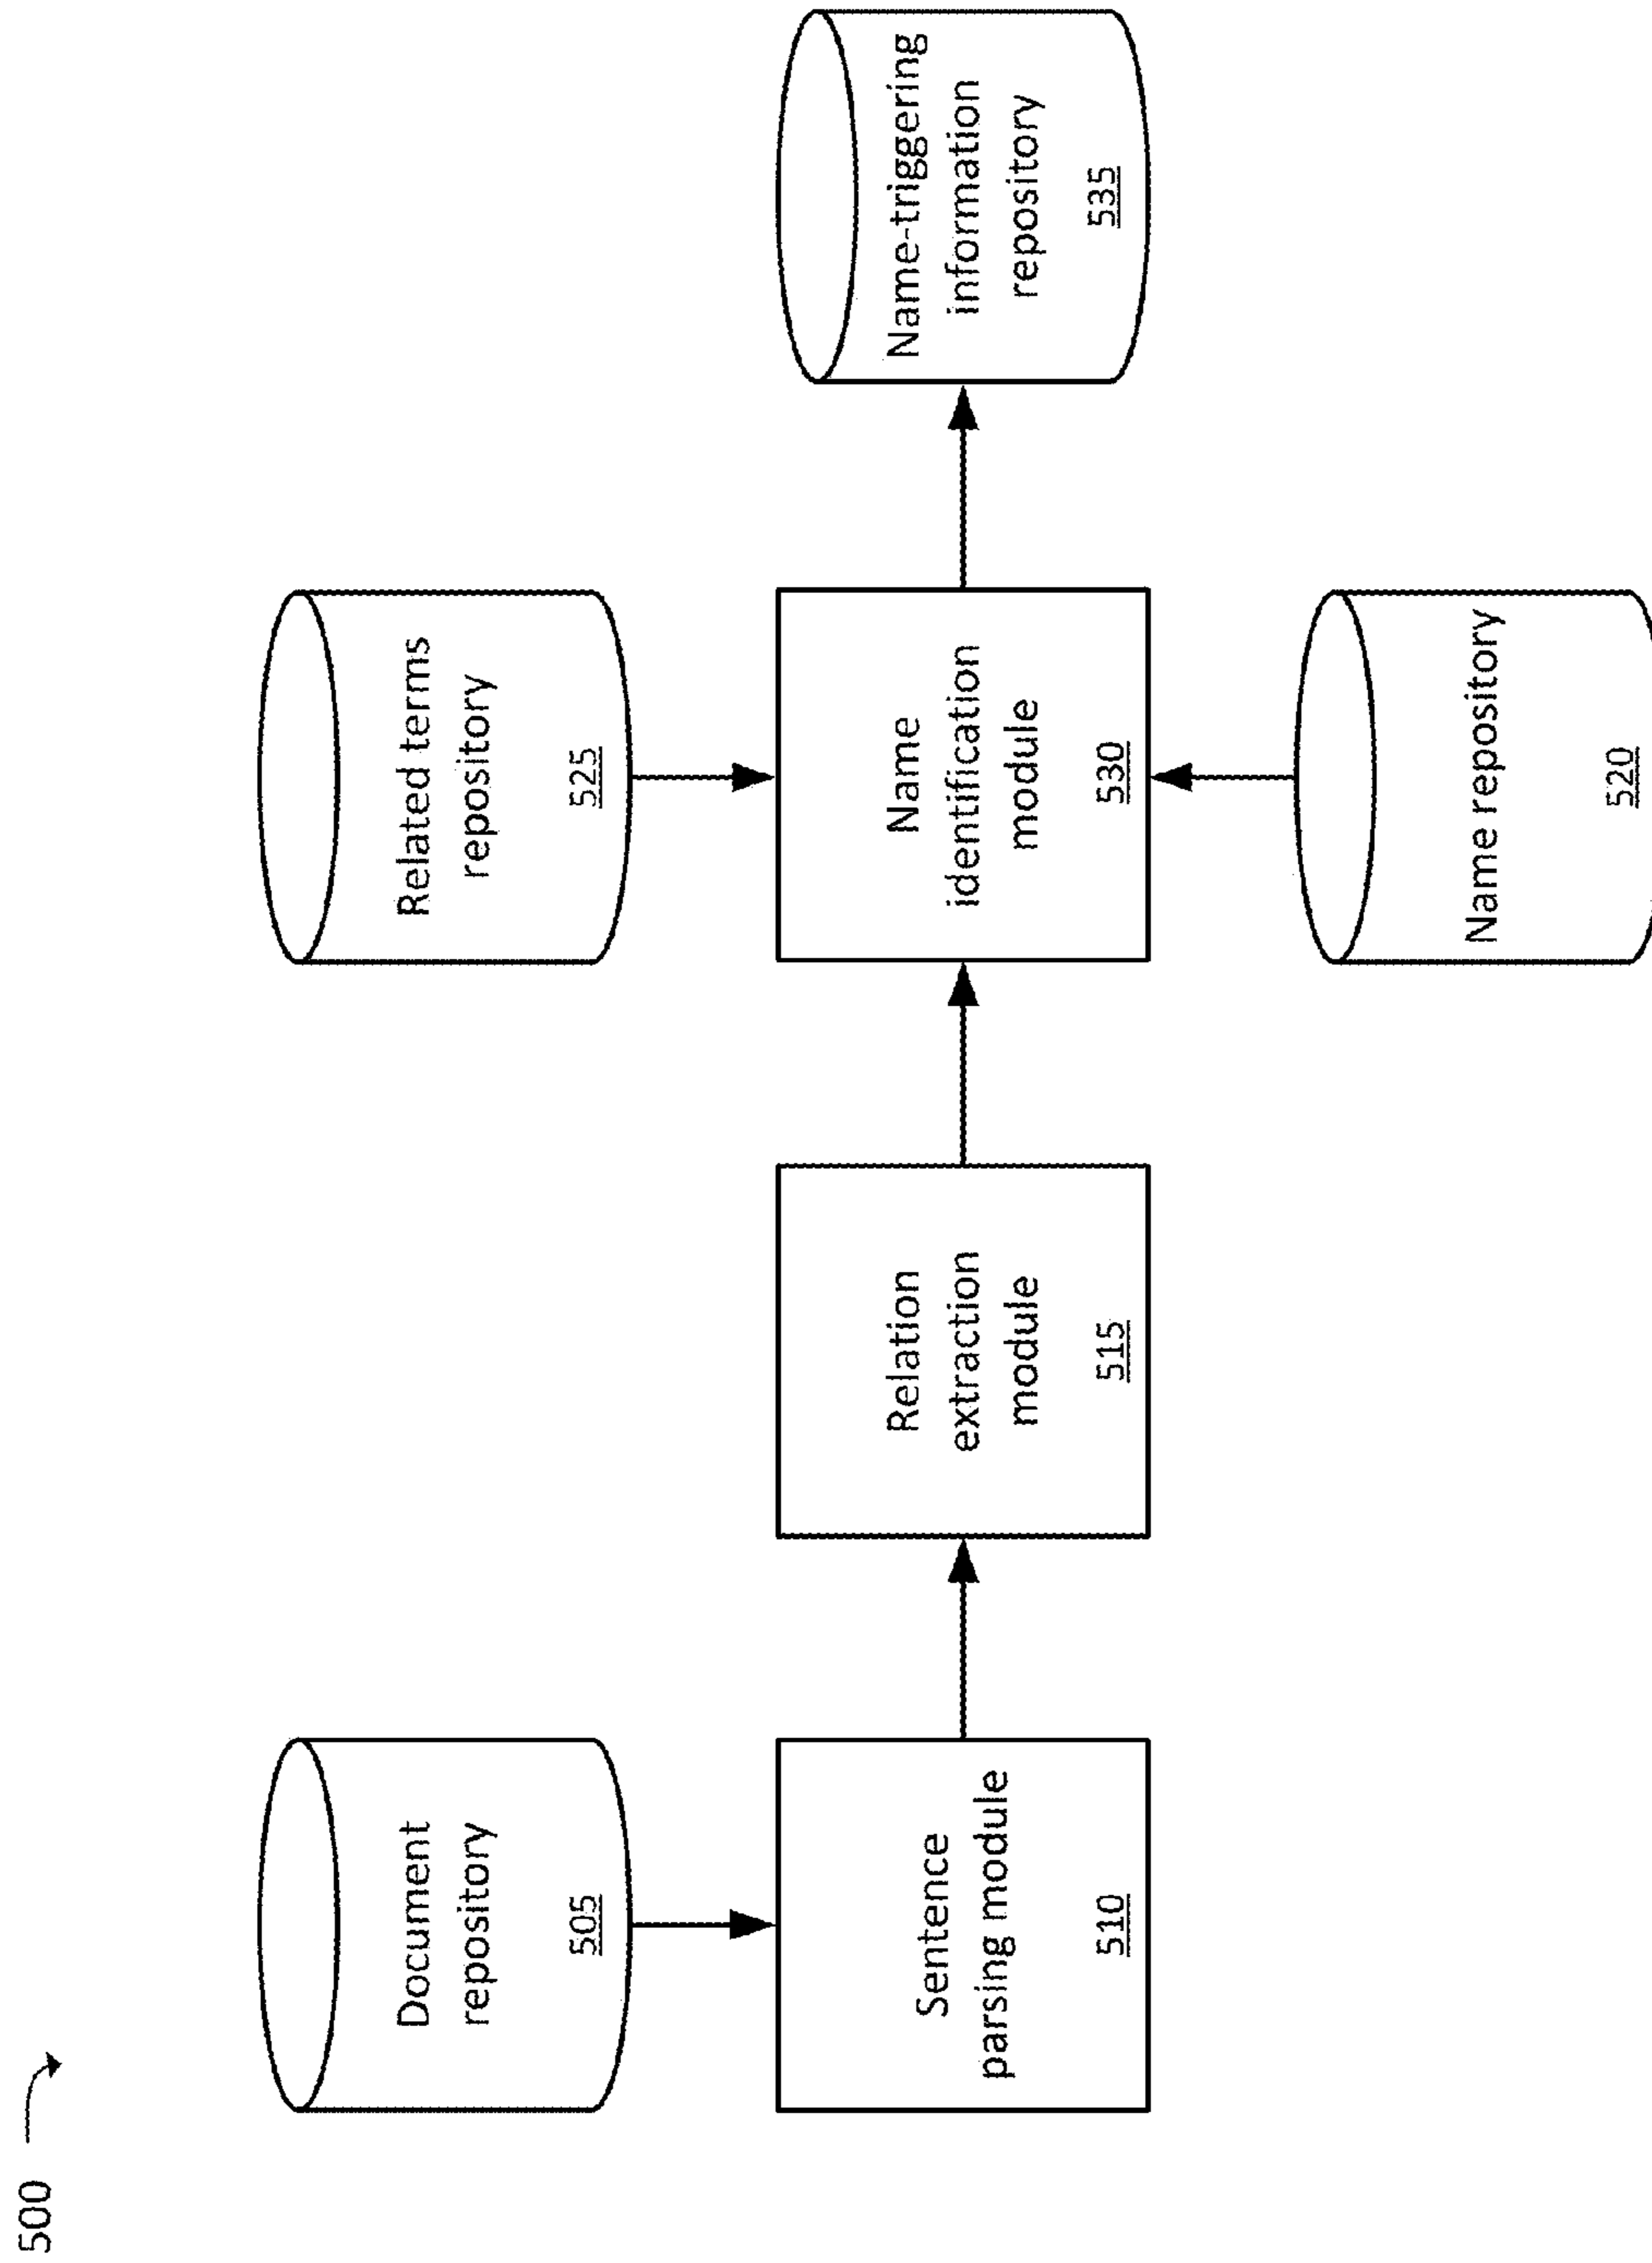 500
Document
repository
505
Related terms
repository
525
Sentence
parsing module
510
Relation
extraction
module
515
Name
identification
module
530
Name-triggering
information
repository
535
Name repository
520